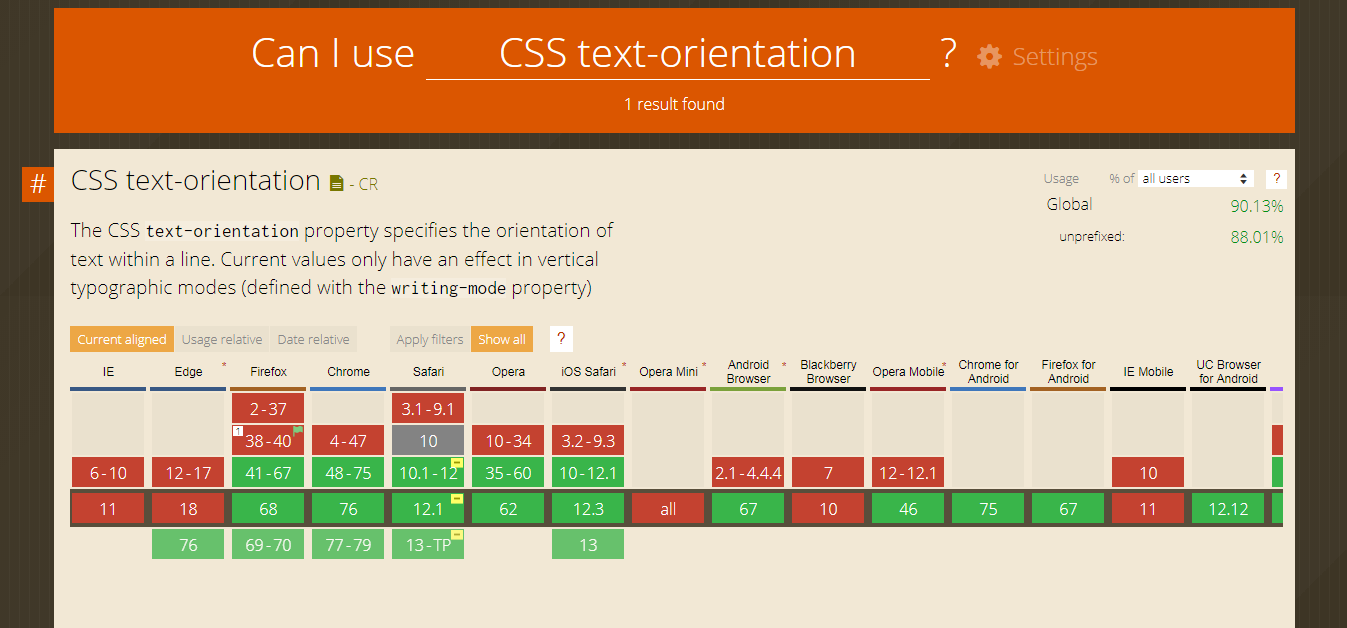 Can I use CSS text-orientation ? Settings
1 result found
# CSS text-orientation - CR
Usage % of all users ?
Global 90.13%
unprefixed: 88.01%
The CSS text-orientation property specifies the orientation of
text within a line. Current values only have an effect in vertical
typographic modes (defined with the writing-mode property)
Current aligned Usage relative Date relative Apply filters Show all ?
IE Edge * Firefox Chrome Safari Opera iOS Safari * Opera Mini * Android Browser * Blackberry Browser Opera Mobile * Chrome for Android Firefox for Android IE Mobile UC Browser for Android
2-37 3.1-9.1
1 38-40 4-47 10 10-34 3.2-9.3
6-10 12-17 41-67 48-75 10.1-12 35-60 10-12.1 2.1-4.4.4 7 12-12.1 10
11 18 68 76 12.1 62 12.3 all 67 10 46 75 67 11 12.12
76 69-70 77-79 13-TP 13